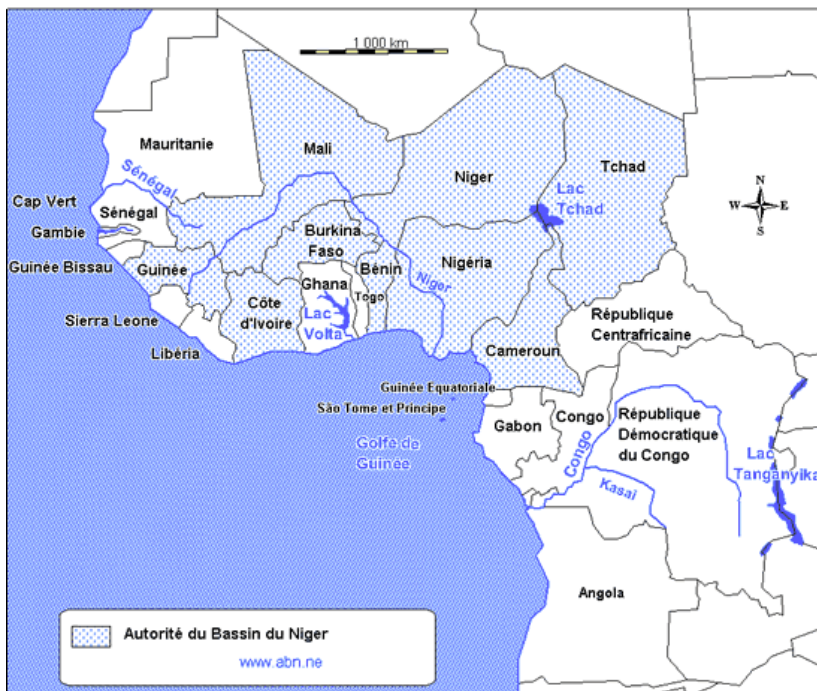 1 000 km
Mauritanie
Mali
Niger
Tchad
Sénégal
Lac
Tchad
N
W
E
S
Cap Vert
Sénégal
Gambie
Guinée Bissau
Guinée
Burkina
Faso
Bénin
Nigéria
Niger
Ghana
Togo
Côte
d'Ivoire
Lac
Volta
Sierra Leone
Libéria
République
Centrafricaine
Cameroun
Guinée Equatoriale
São Tome et Príncipe
Gabon
Congo
République
Démocratique
du Congo
Congo
Golfe de
Guinée
Lac
Tanganyika
Kasai
Angola
Autorité du Bassin du Niger
www.abn.ne